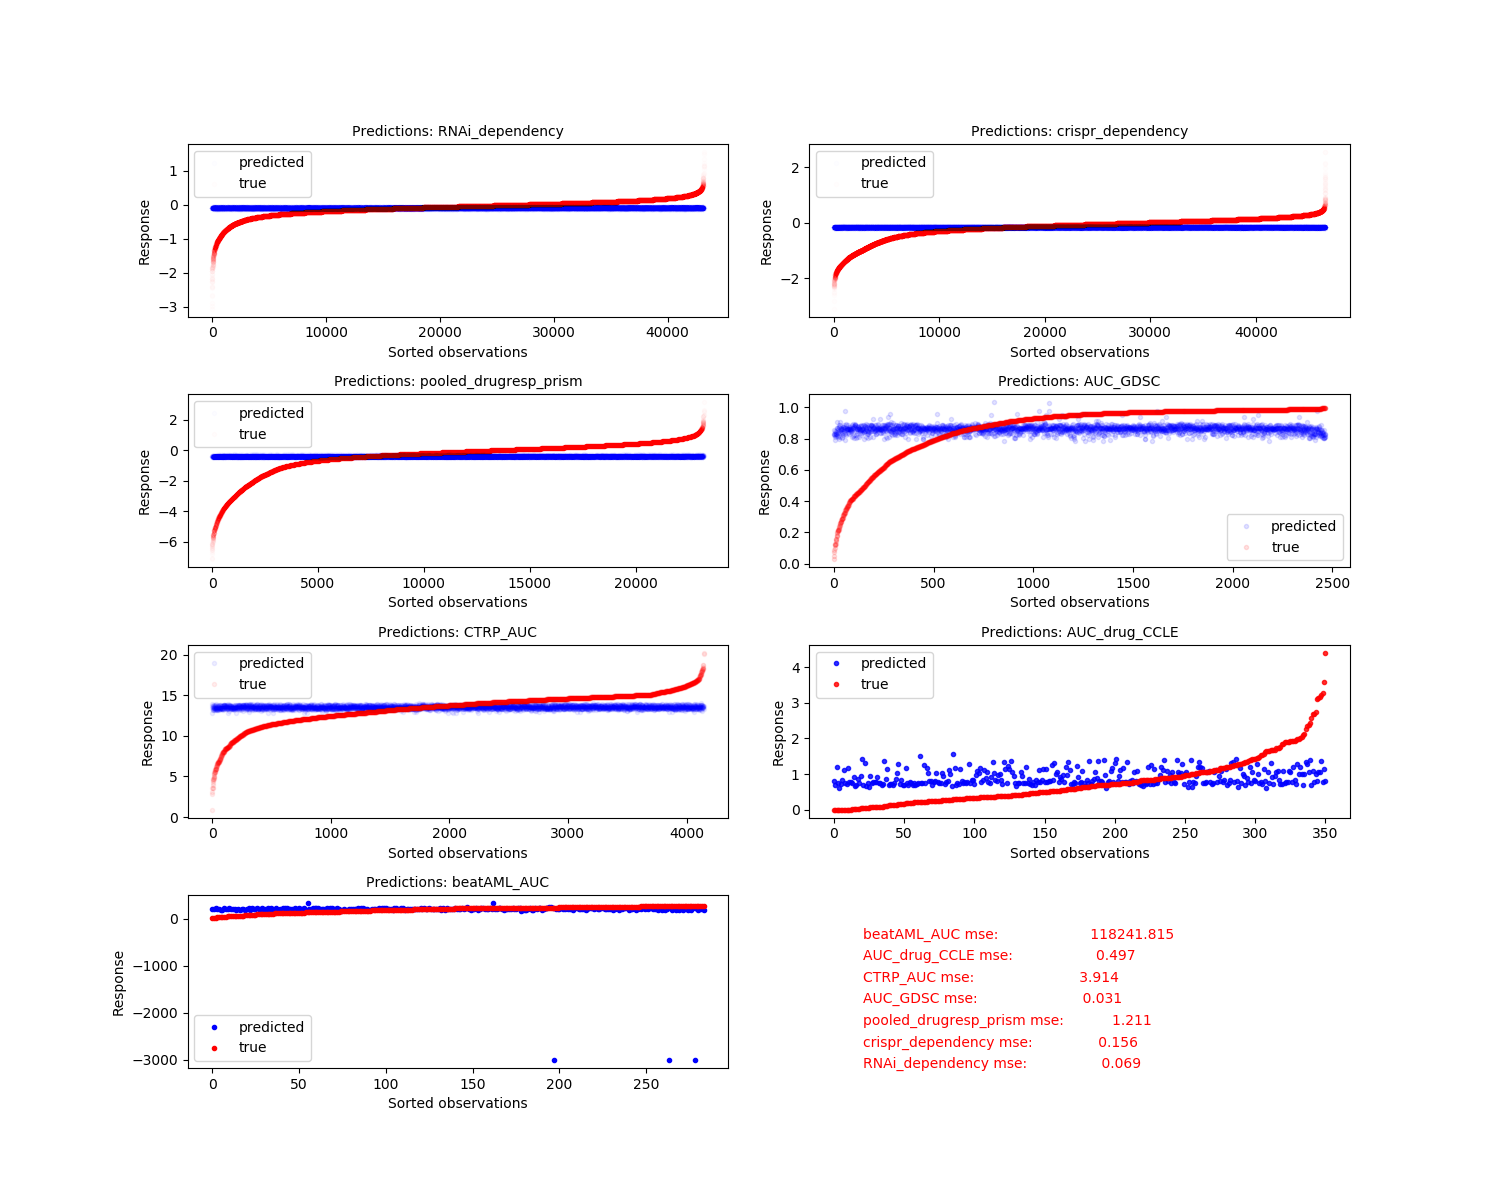 Predictions: RNAi_dependency
predicted
true
Response
1
0
−1
−2
−3
0 10000 20000 30000 40000
Sorted observations
Predictions: crispr_dependency
predicted
true
Response
2
0
−2
0 10000 20000 30000 40000
Sorted observations
Predictions: pooled_drugresp_prism
predicted
true
Response
2
0
−2
−4
−6
0 5000 10000 15000 20000
Sorted observations
Predictions: AUC_GDSC
Response
1.0
0.8
0.6
0.4
0.2
0.0
predicted
true
0 500 1000 1500 2000 2500
Sorted observations
Predictions: CTRP_AUC
predicted
true
Response
20
15
10
5
0
0 1000 2000 3000 4000
Sorted observations
Predictions: AUC_drug_CCLE
predicted
true
Response
4
3
2
1
0
0 50 100 150 200 250 300 350
Sorted observations
Predictions: beatAML_AUC
Response
0
−1000
−2000
−3000
predicted
true
0 50 100 150 200 250
Sorted observations
beatAML_AUC mse: 118241.815
AUC_drug_CCLE mse: 0.497
CTRP_AUC mse: 3.914
AUC_GDSC mse: 0.031
pooled_drugresp_prism mse: 1.211
crispr_dependency mse: 0.156
RNAi_dependency mse: 0.069